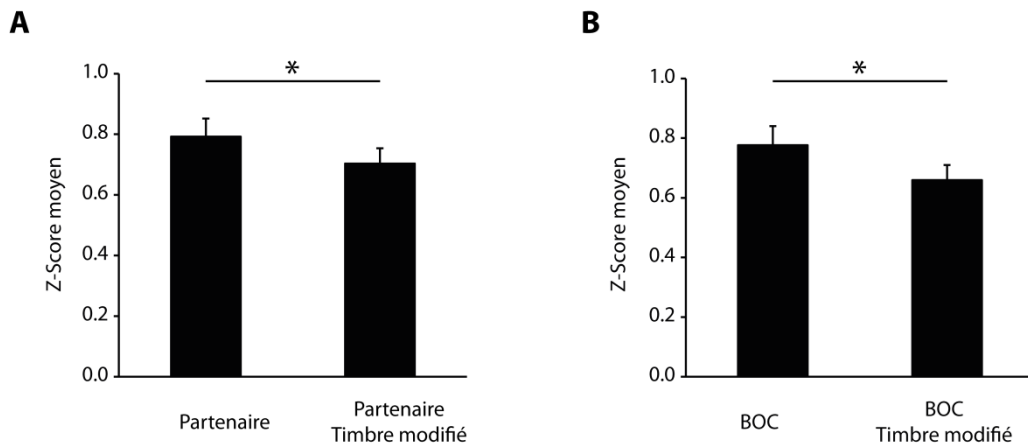 A
Z-Score moyen
1.0
0.8
0.6
0.4
0.2
0.0
*
Partenaire
Partenaire
Timbre modifié
B
Z-Score moyen
1.0
0.8
0.6
0.4
0.2
0.0
*
BOC
BOC
Timbre modifié